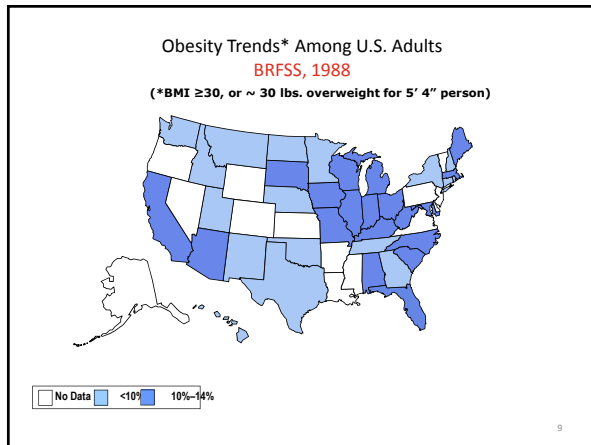 Obesity Trends* Among U.S. Adults
BRFSS, 1988
(*BMI ≥30, or ~ 30 lbs. overweight for 5’ 4” person)
No Data <10% 10%–14%
9